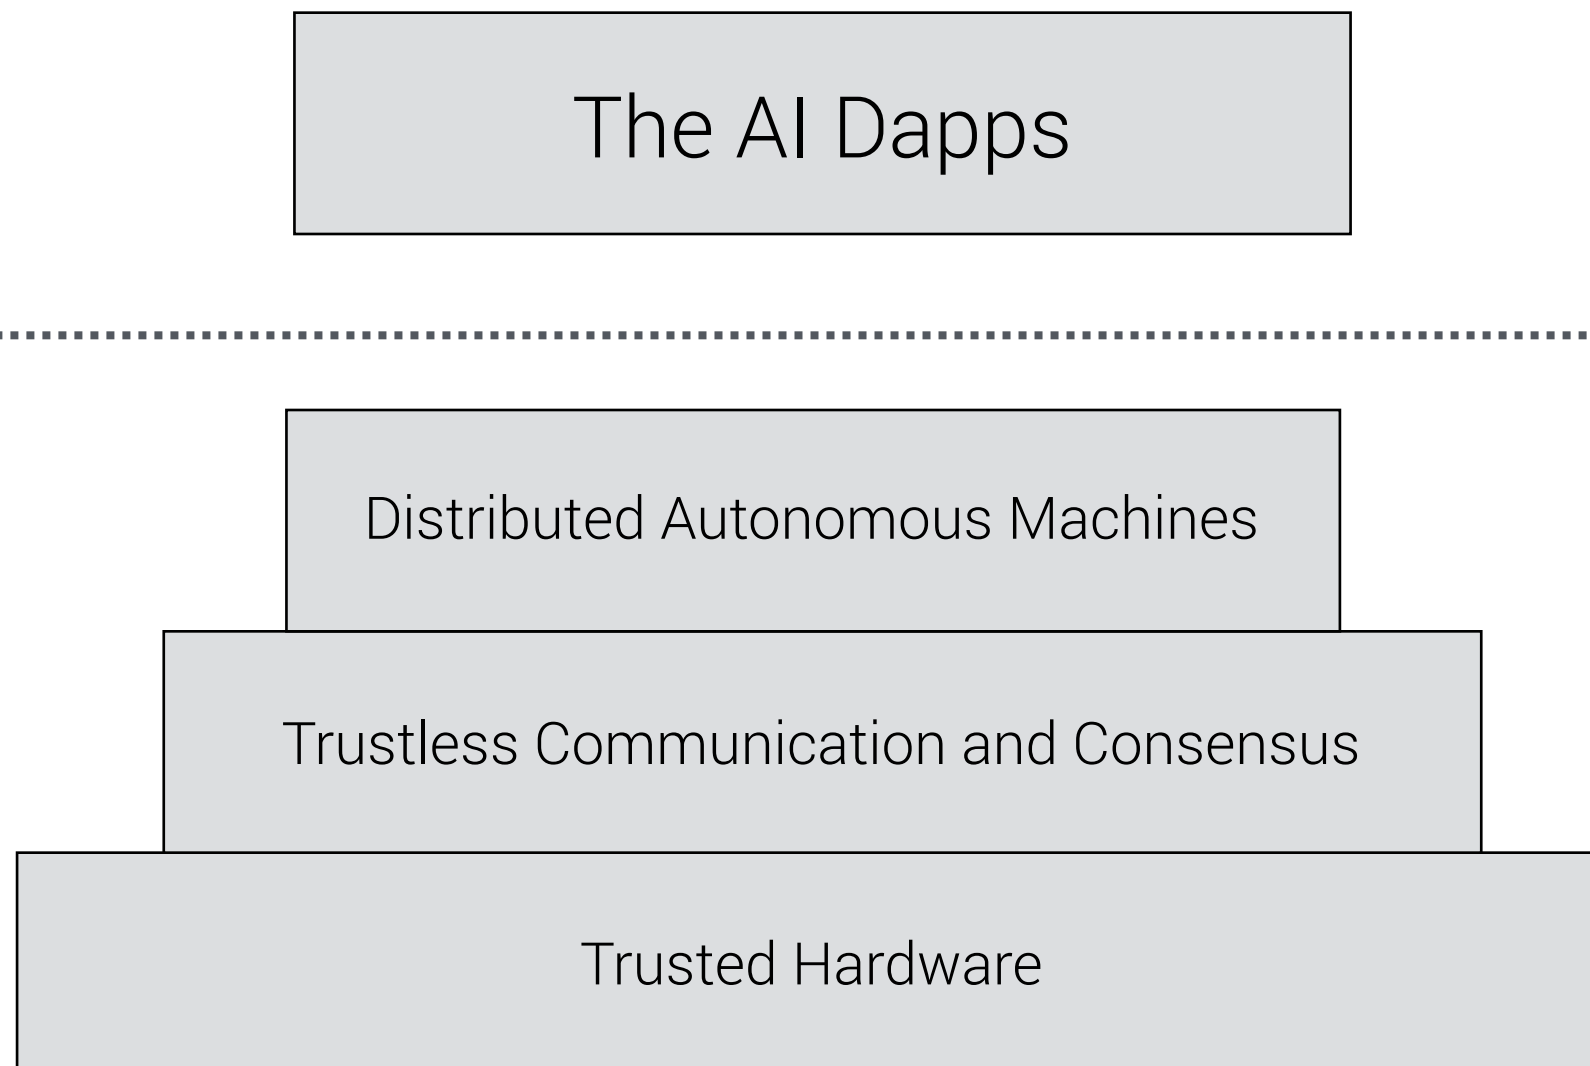 The AI Dapps
Distributed Autonomous Machines
Trustless Communication and Consensus
Trusted Hardware